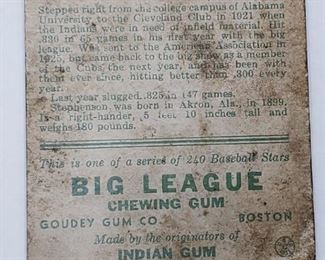 Stepped right from the college campus of Alabama
University to the Cleveland Club in 1921 when
the Indians were in need of infield material. Hit
.330 in 65 games in his first year with the big
league. Was sent to the American Association in
1925, but came back to the big show as a member
of the Cubs the next year, and has been with
them ever since, hitting better than .300 every
year.
Last year slugged .325 in 147 games.
Stephenson was born in Akron, Ala., in 1899.
Is a right-hander, 5 feet 10 inches tall and
weighs 180 pounds.
This is one of a series of 240 Baseball Stars
BIG LEAGUE
CHEWING GUM
GOUDEY GUM CO. BOSTON
Made by the originators of
INDIAN GUM